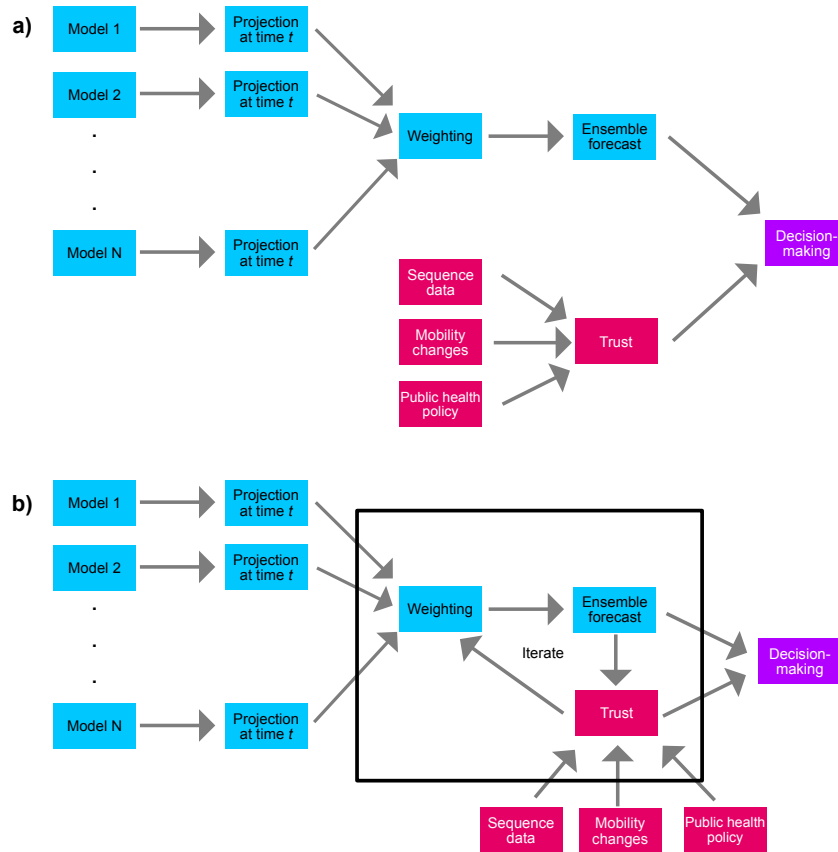 a)
Model 1
Projection
at time t
Model 2
Projection
at time t
.
.
.
Model N
Projection
at time t
Weighting
Ensemble
forecast
Decision-
making
Sequence
data
Mobility
changes
Public health
policy
Trust
b)
Model 1
Projection
at time t
Model 2
Projection
at time t
.
.
.
Model N
Projection
at time t
Weighting
Ensemble
forecast
Iterate
Trust
Decision-
making
Sequence
data
Mobility
changes
Public health
policy